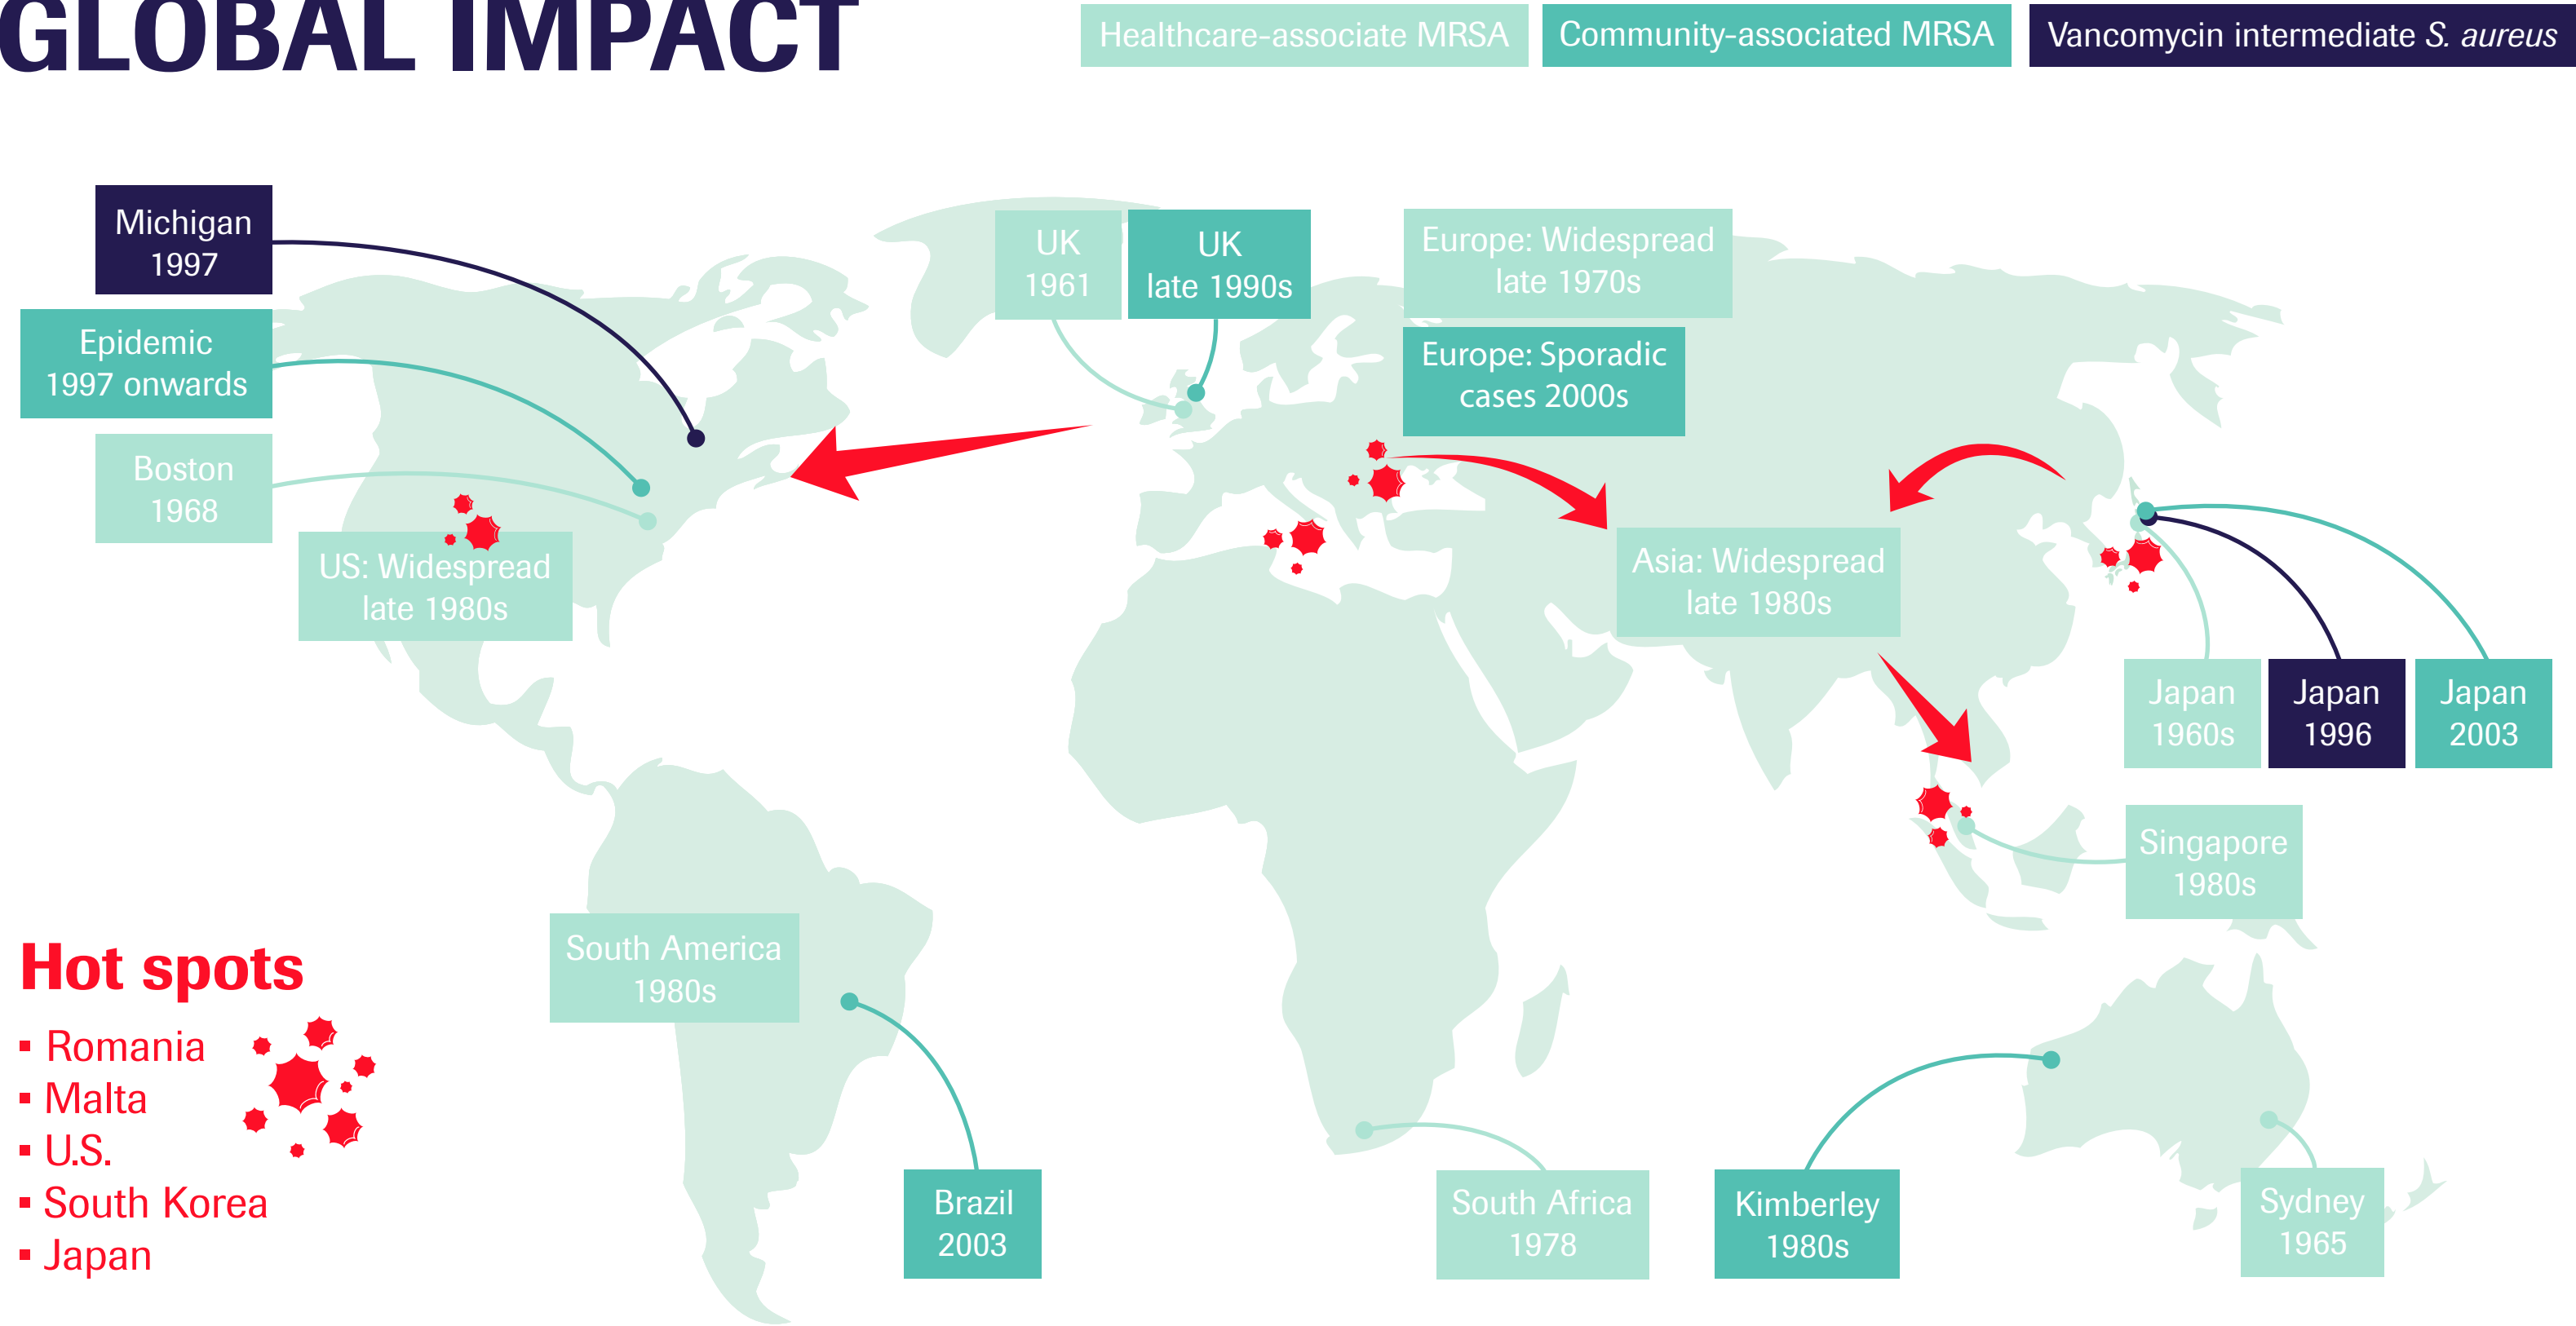 GLOBAL IMPACT
Healthcare-associate MRSA
Community-associated MRSA
Vancomycin intermediate S. aureus
Michigan
1997
Epidemic
1997 onwards
Boston
1968
US: Widespread
late 1980s
UK
1961
UK
late 1990s
Europe: Widespread
late 1970s
Europe: Sporadic
cases 2000s
Asia: Widespread
late 1980s
Japan
1960s
Japan
1996
Japan
2003
Singapore
1980s
South America
1980s
Brazil
2003
South Africa
1978
Kimberley
1980s
Sydney
1965
Hot spots
▪ Romania
▪ Malta
▪ U.S.
▪ South Korea
▪ Japan